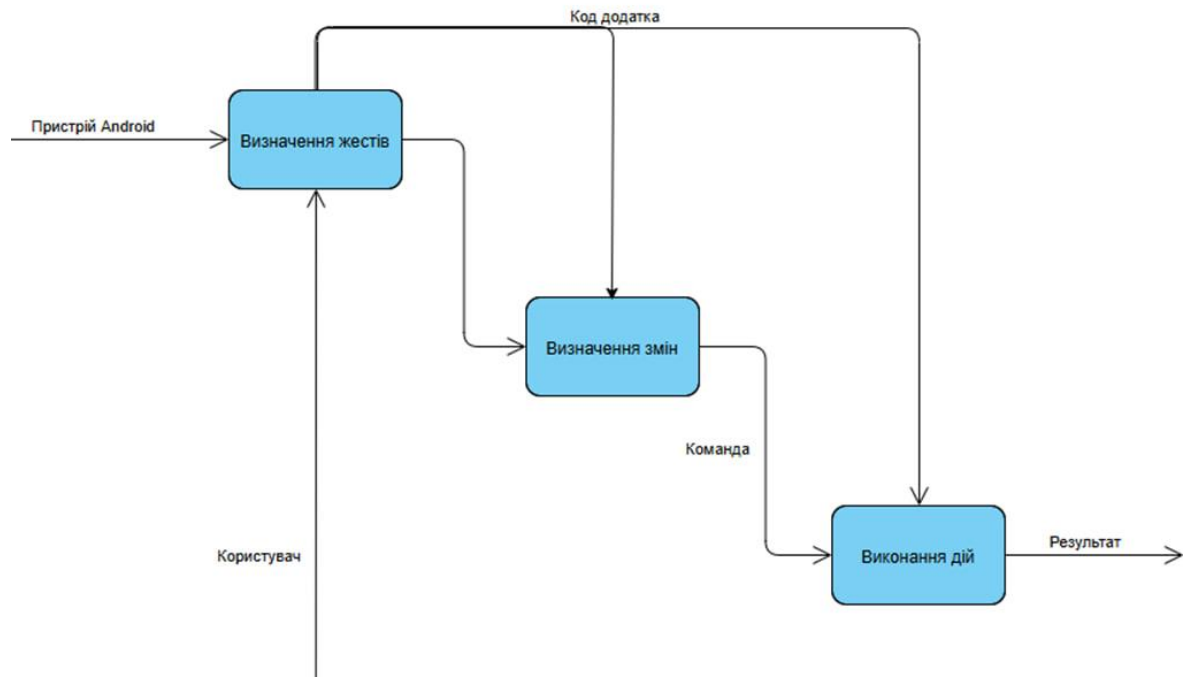 Код додатка
Пристрій Android
Визначення жестів
Визначення змін
Команда
Користувач
Виконання дій
Результат